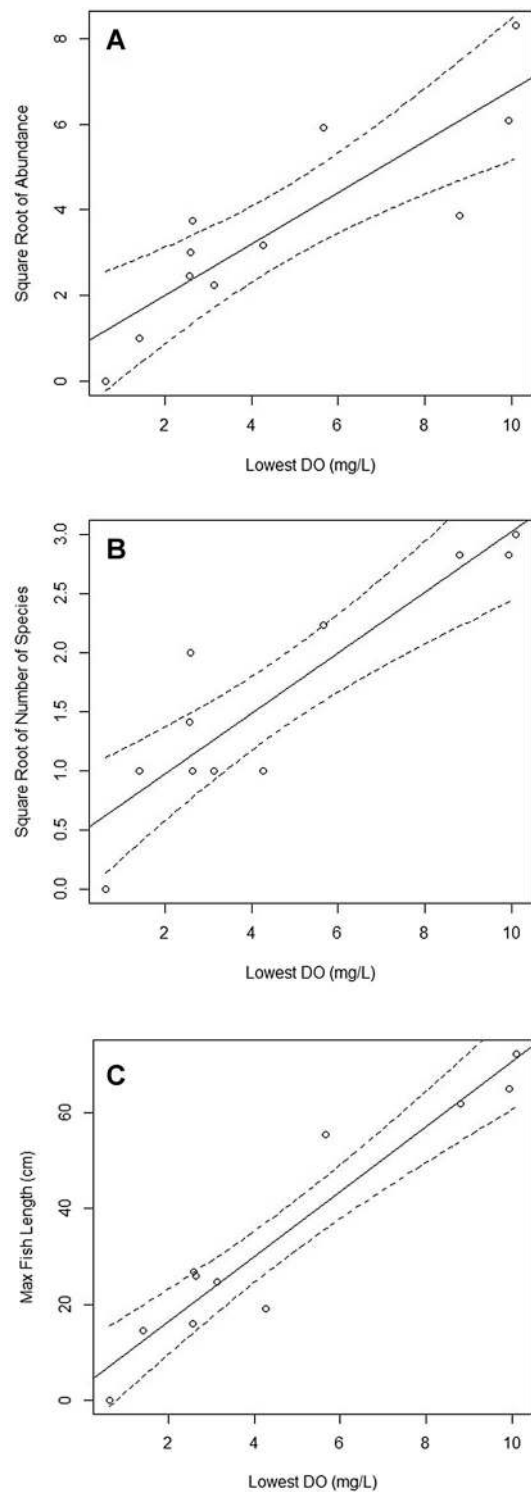 A
Square Root of Abundance
8
6
4
2
0
2 4 6 8 10
Lowest DO (mg/L)
B
Square Root of Number of Species
3.0
2.5
2.0
1.5
1.0
0.5
0.0
2 4 6 8 10
Lowest DO (mg/L)
C
Max Fish Length (cm)
60
40
20
0
2 4 6 8 10
Lowest DO (mg/L)